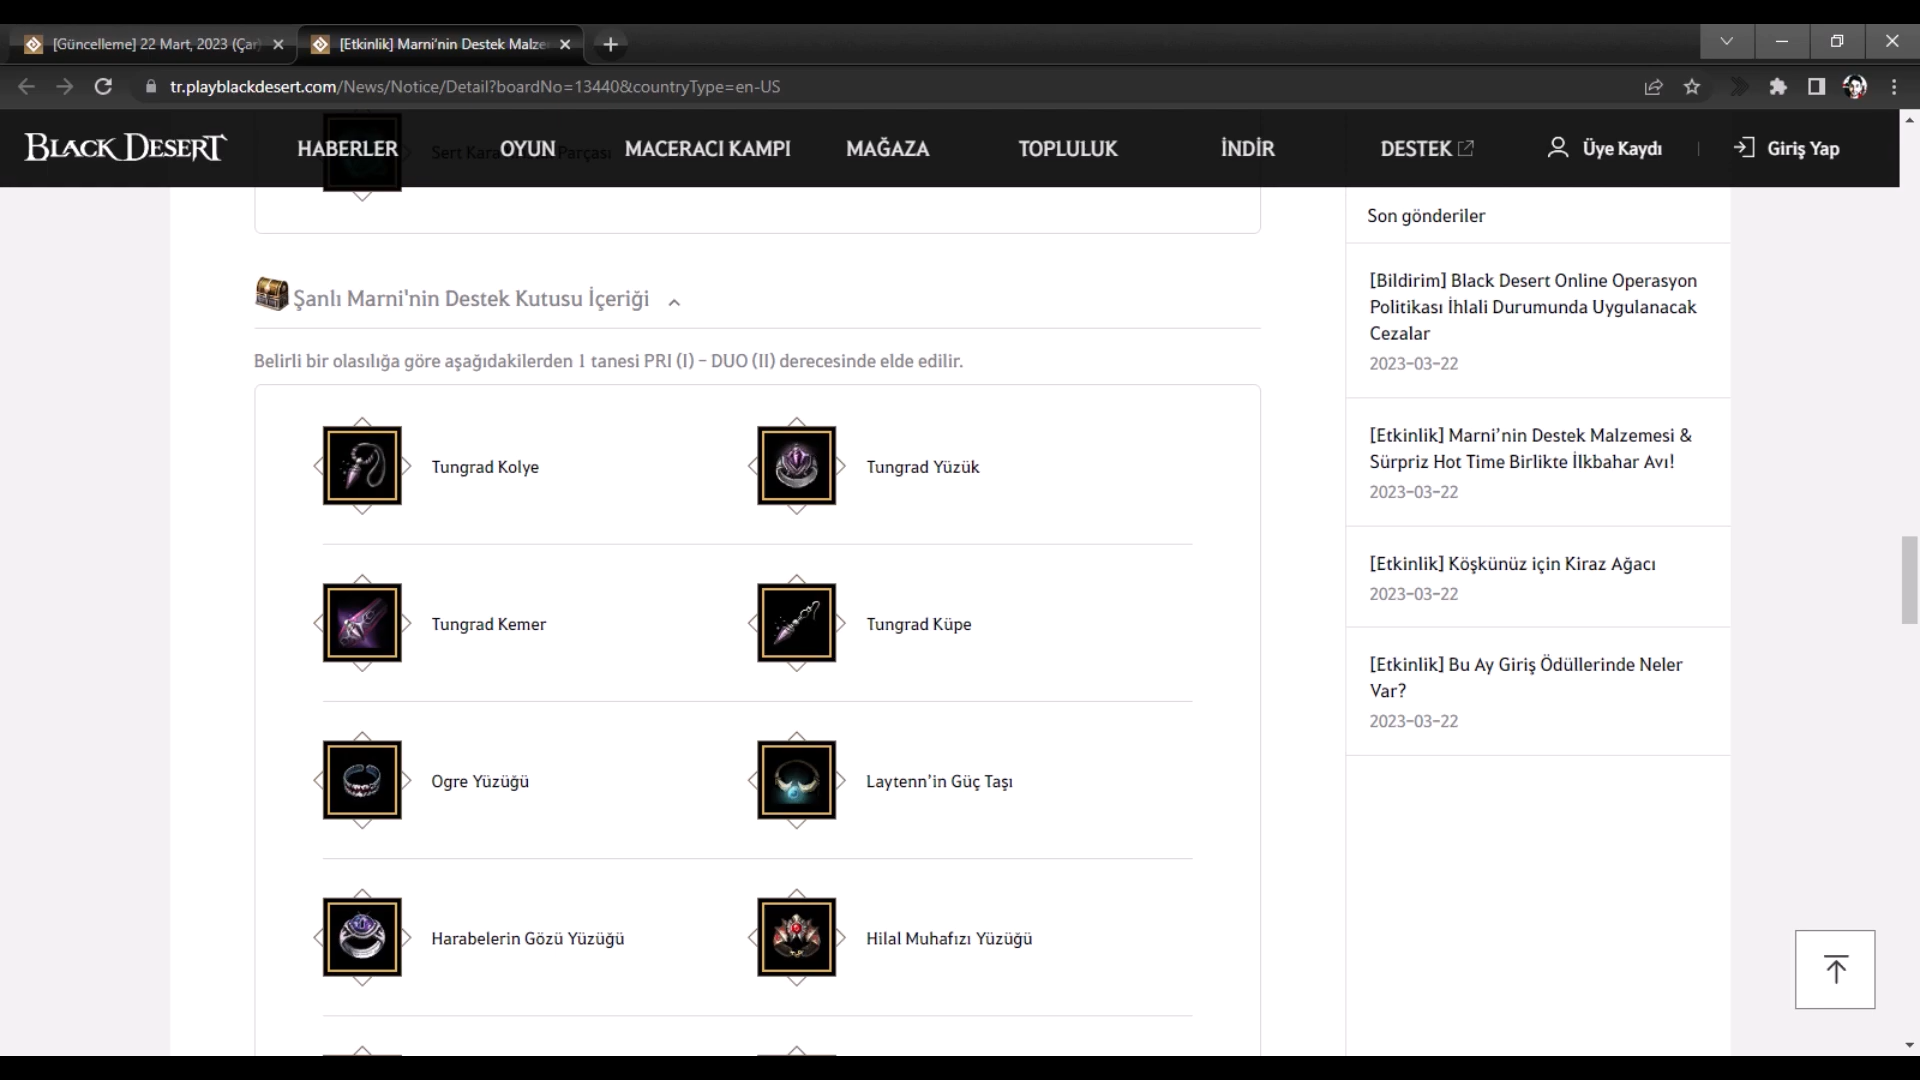 [Güncelleme] 22 Mart, 2023 (Çar
[Etkinlik] Marni'nin Destek Malze
tr.playblackdesert.com/News/Notice/Detail?boardNo=13440&countryType=en-US
BLACK DESERT
HABERLER
OYUN
MACERACI KAMPI
MAĞAZA
TOPLULUK
İNDİR
DESTEK
Üye Kaydı
Giriş Yap
Şanlı Marni'nin Destek Kutusu İçeriği
Belirli bir olasılığa göre aşağıdakilerden 1 tanesi PRI (I) - DUO (II) derecesinde elde edilir.
Tungrad Kolye
Tungrad Yüzük
Tungrad Kemer
Tungrad Küpe
Ogre Yüzüğü
Laytenn’in Güç Taşı
Harabelerin Gözü Yüzüğü
Hilal Muhafızı Yüzüğü
Son gönderiler
[Bildirim] Black Desert Online Operasyon
Politikası İhlali Durumunda Uygulanacak
Cezalar
2023-03-22
[Etkinlik] Marni’nin Destek Malzemesi &
Sürpriz Hot Time Birlikte İlkbahar Avı!
2023-03-22
[Etkinlik] Köşkünüz için Kiraz Ağacı
2023-03-22
[Etkinlik] Bu Ay Giriş Ödüllerinde Neler
Var?
2023-03-22